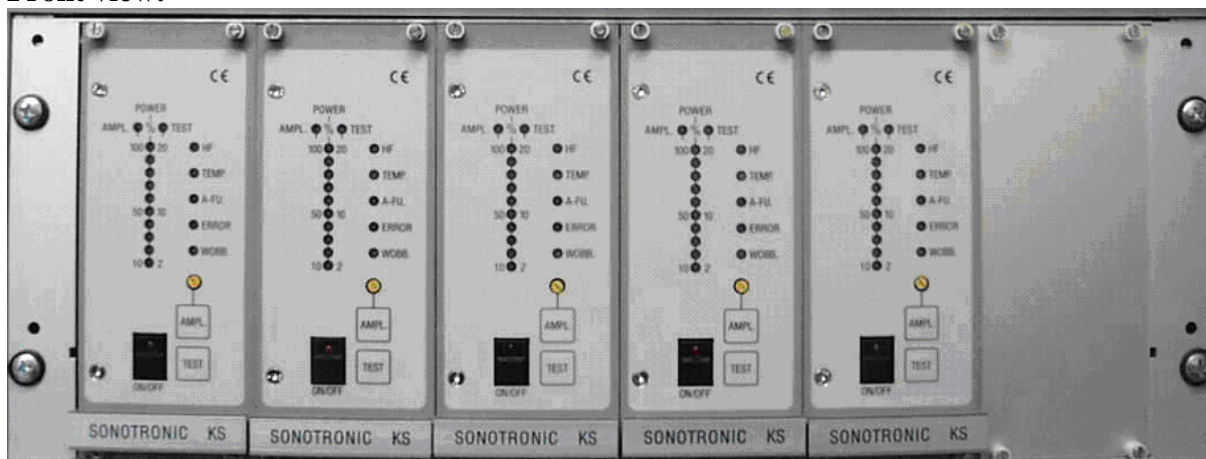 CE
POWER
AMPL. % TEST
100 20
HF
TEMP.
A-FU.
50 10
ERROR
WOBB.
10 2
AMPL.
TEST
ON/OFF
SONOTRONIC KS
CE
POWER
AMPL. % TEST
100 20
HF
TEMP.
A-FU.
50 10
ERROR
WOBB.
10 2
AMPL.
TEST
ON/OFF
SONOTRONIC KS
CE
POWER
AMPL. % TEST
100 20
HF
TEMP.
A-FU.
50 10
ERROR
WOBB.
10 2
AMPL.
TEST
ON/OFF
SONOTRONIC KS
CE
POWER
AMPL. % TEST
100 20
HF
TEMP.
A-FU.
50 10
ERROR
WOBB.
10 2
AMPL.
TEST
ON/OFF
SONOTRONIC KS
CE
POWER
AMPL. % TEST
100 20
HF
TEMP.
A-FU.
50 10
ERROR
WOBB.
10 2
AMPL.
TEST
ON/OFF
SONOTRONIC KS